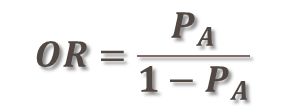 OR = P_A / (1 − P_A)